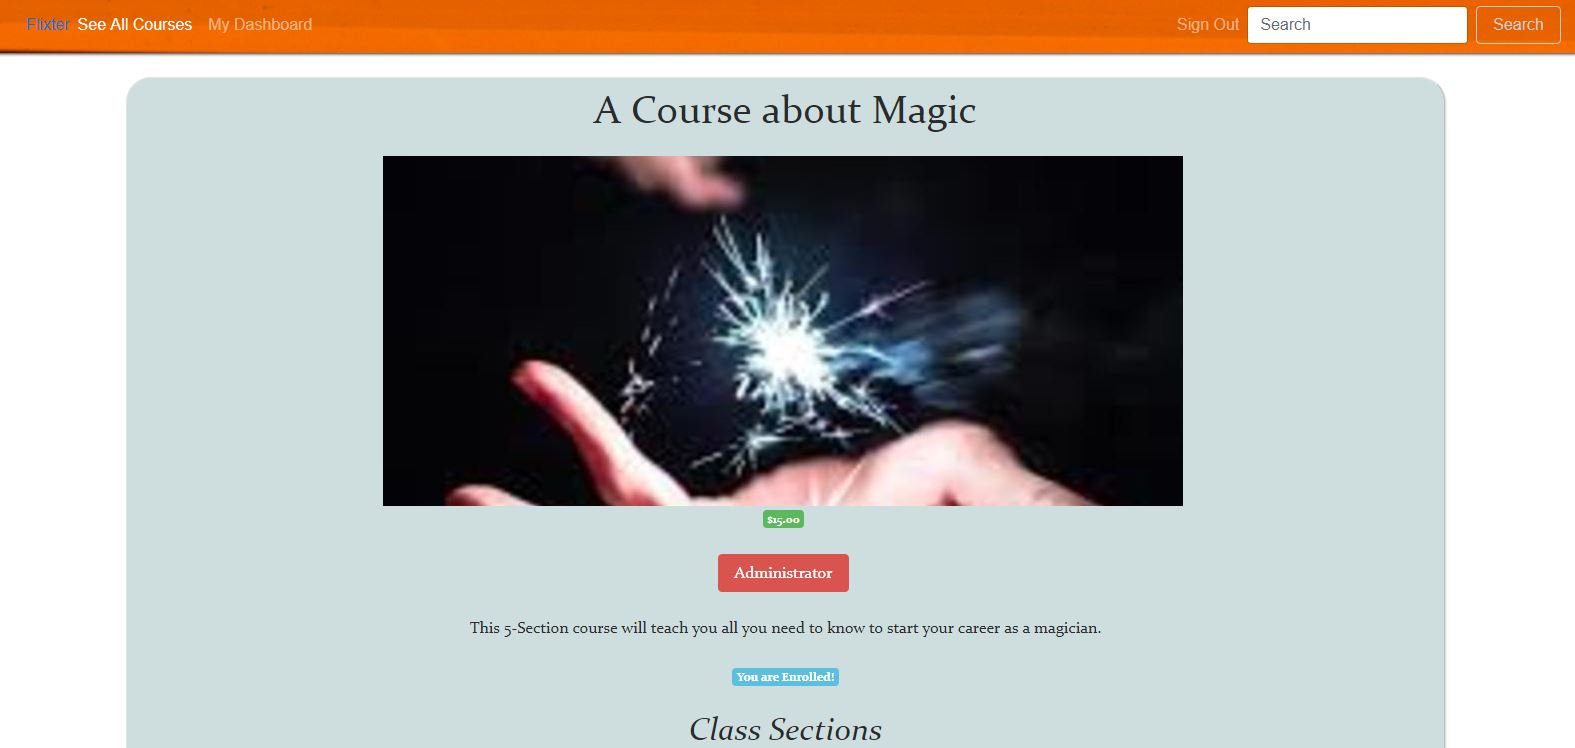 Flixter See All Courses My Dashboard Sign Out Search Search
A Course about Magic
$15.00
Administrator
This 5-Section course will teach you all you need to know to start your career as a magician.
You are Enrolled!
Class Sections